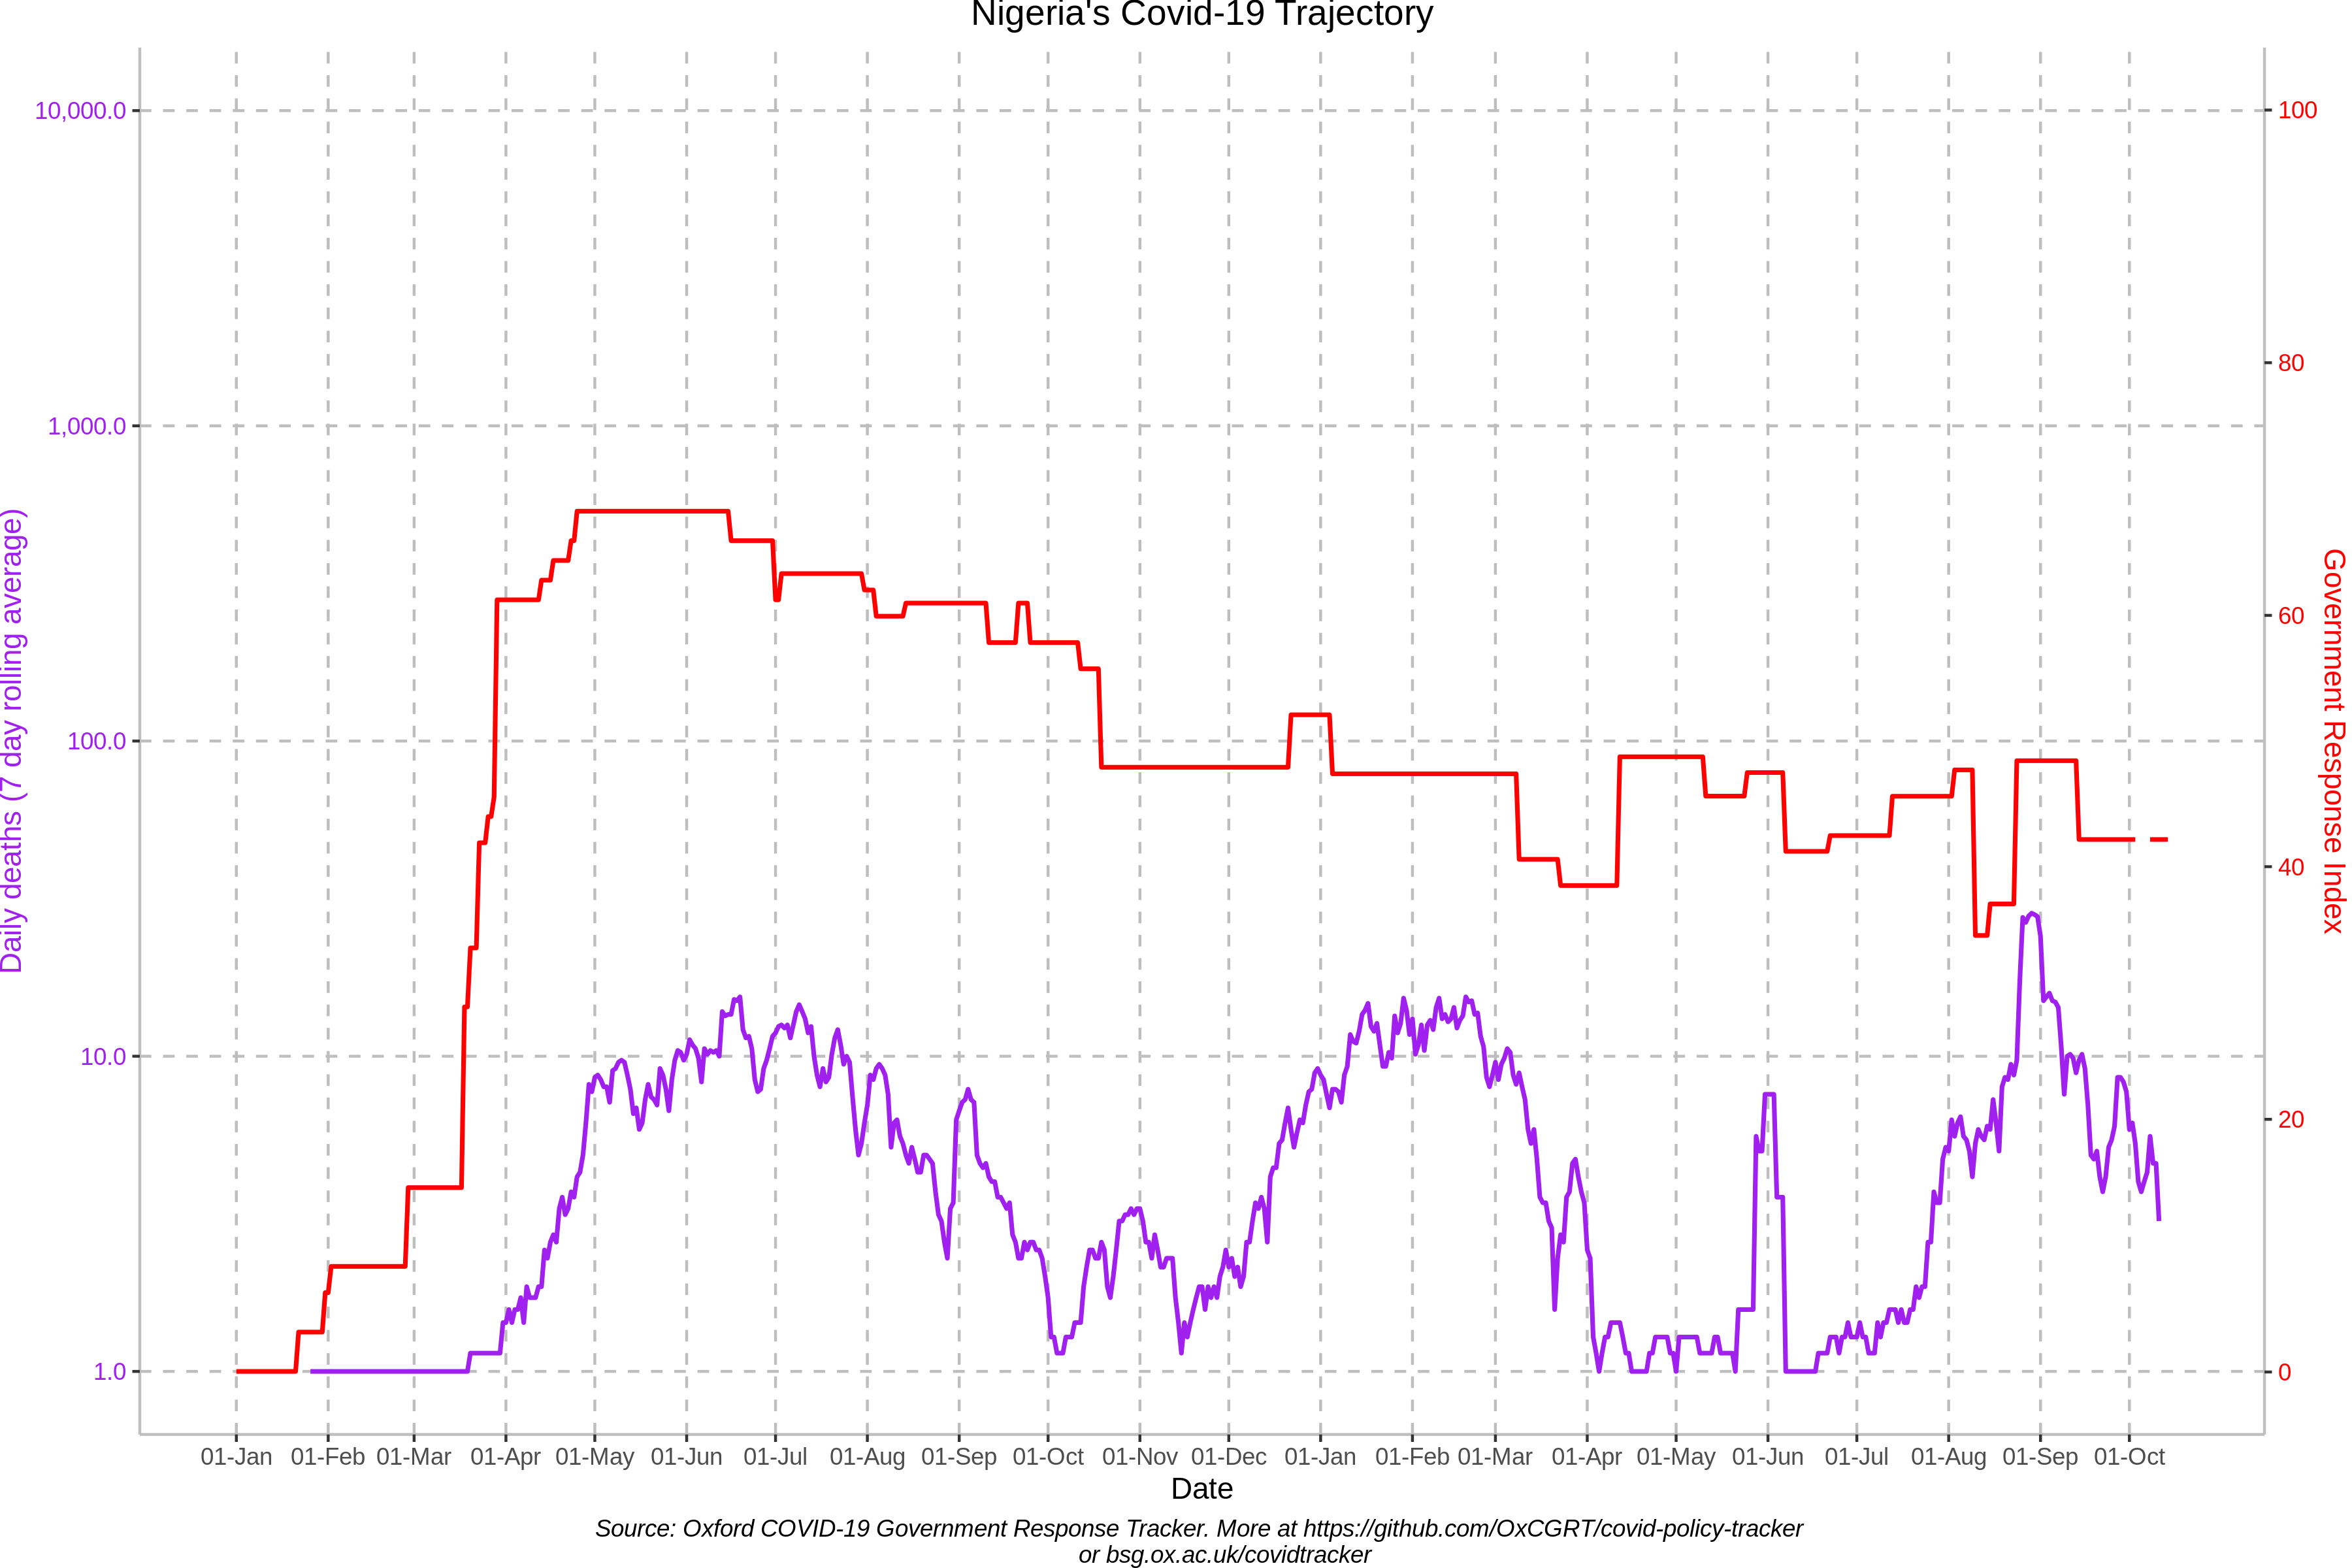 Nigeria's Covid-19 Trajectory
10,000.0
1,000.0
100.0
10.0
1.0
Daily deaths (7 day rolling average)
100
80
60
40
20
0
Government Response Index
01-Jan 01-Feb 01-Mar 01-Apr 01-May 01-Jun 01-Jul 01-Aug 01-Sep 01-Oct 01-Nov 01-Dec 01-Jan 01-Feb 01-Mar 01-Apr 01-May 01-Jun 01-Jul 01-Aug 01-Sep 01-Oct
Date
Source: Oxford COVID-19 Government Response Tracker. More at https://github.com/OxCGRT/covid-policy-tracker
or bsg.ox.ac.uk/covidtracker